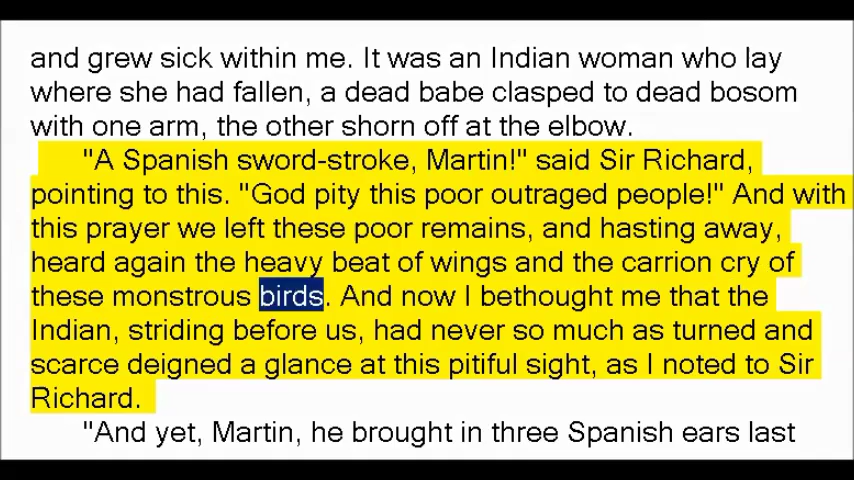 and grew sick within me. It was an Indian woman who lay
where she had fallen, a dead babe clasped to dead bosom
with one arm, the other shorn off at the elbow.
"A Spanish sword-stroke, Martin!" said Sir Richard,
pointing to this. "God pity this poor outraged people!" And with
this prayer we left these poor remains, and hasting away,
heard again the heavy beat of wings and the carrion cry of
these monstrous birds. And now I bethought me that the
Indian, striding before us, had never so much as turned and
scarce deigned a glance at this pitiful sight, as I noted to Sir
Richard.
"And yet, Martin, he brought in three Spanish ears last